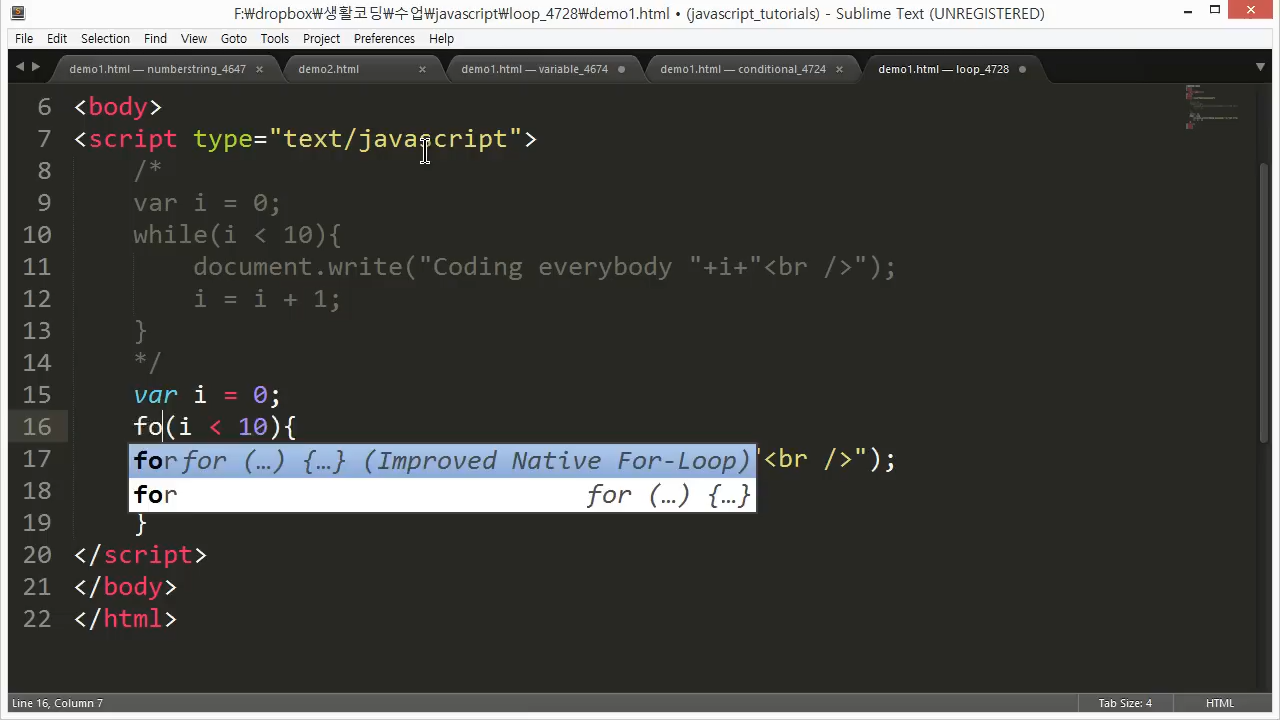 F:₩dropbox₩생활코딩₩수업₩javascript₩loop_4728₩demo1.html • (javascript_tutorials) - Sublime Text (UNREGISTERED)
File Edit Selection Find View Goto Tools Project Preferences Help
demo1.html — numberstring_4647 demo2.html demo1.html — variable_4674 demo1.html — conditional_4724 demo1.html — loop_4728
6 <body>
7 <script type="text/javascript">
8 /*
9 var i = 0;
10 while(i < 10){
11 document.write("Coding everybody "+i+"<br />");
12 i = i + 1;
13 }
14 */
15 var i = 0;
16 fo(i < 10){
for for (…) {…} (Improved Native For-Loop)
17 "<br />");
for for (…) {…}
18
19 }
20 </script>
21 </body>
22 </html>
Line 16, Column 7 Tab Size: 4 HTML